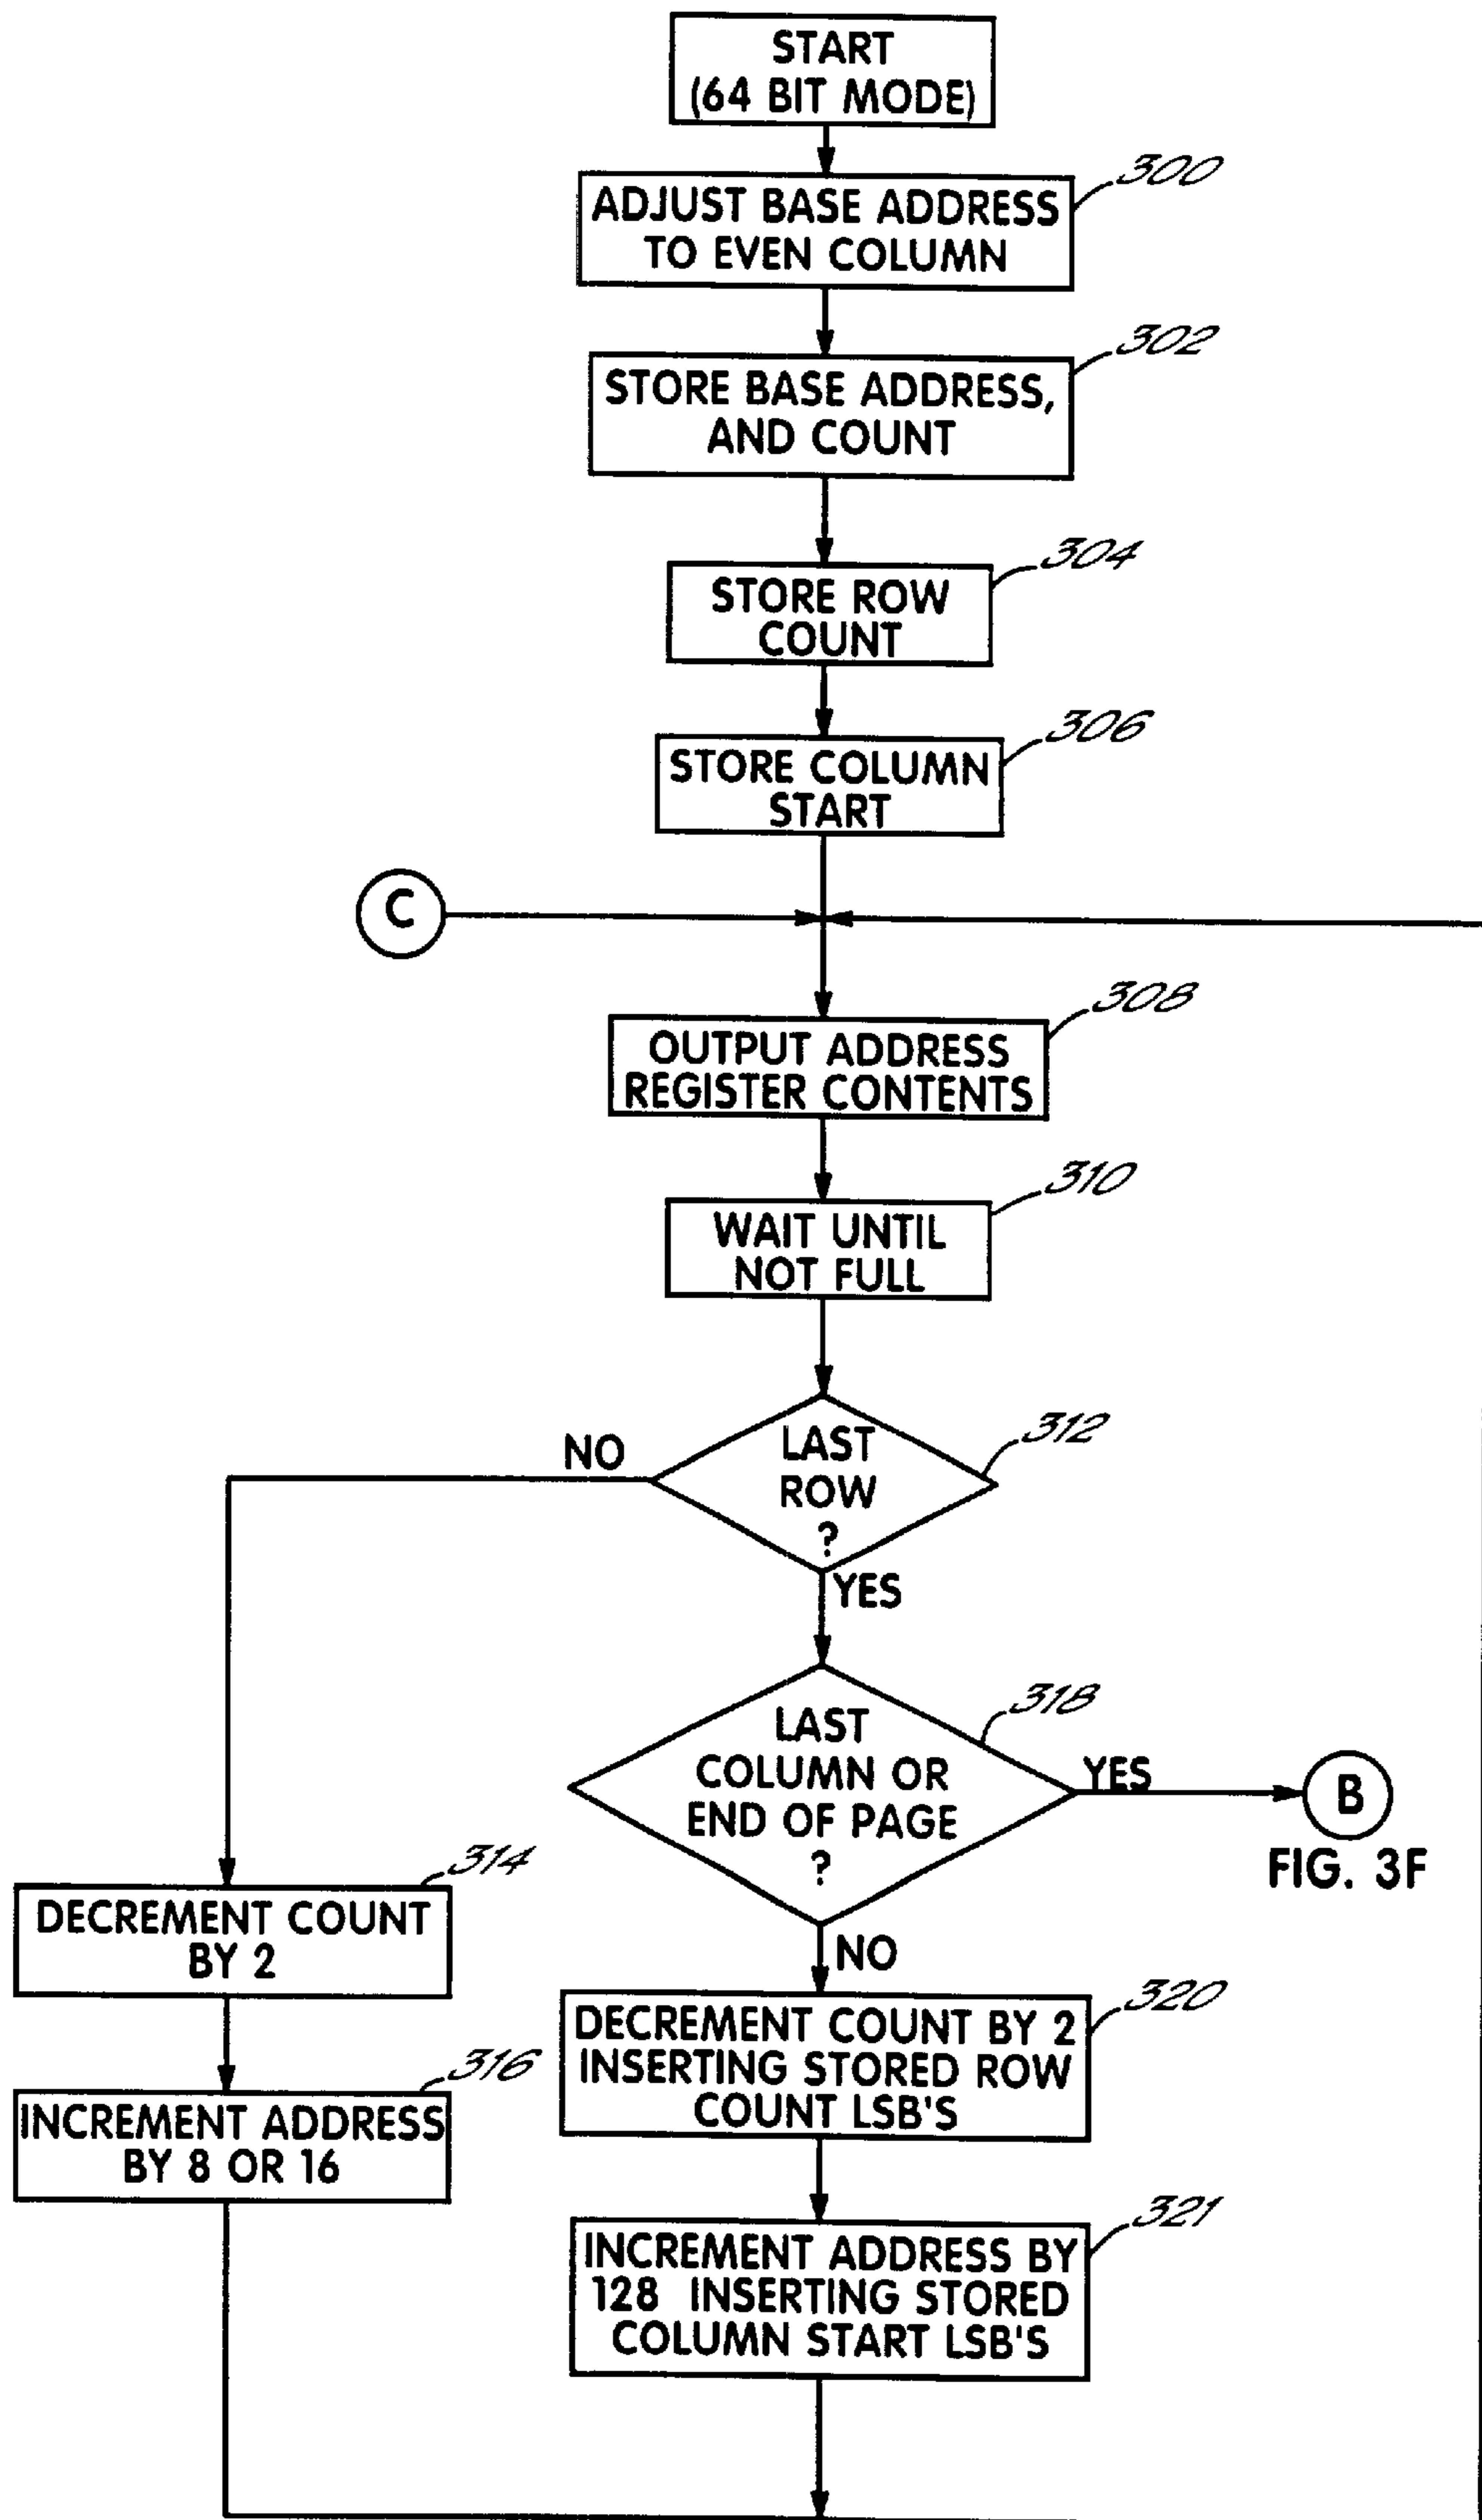 START
(64 BIT MODE)
300
ADJUST BASE ADDRESS
TO EVEN COLUMN
302
STORE BASE ADDRESS,
AND COUNT
304
STORE ROW
COUNT
306
STORE COLUMN
START
C
308
OUTPUT ADDRESS
REGISTER CONTENTS
310
WAIT UNTIL
NOT FULL
312
NO
LAST
ROW
?
YES
318
LAST
COLUMN OR
END OF PAGE
?
YES
B
FIG. 3F
314
DECREMENT COUNT
BY 2
NO
320
DECREMENT COUNT BY 2
INSERTING STORED ROW
COUNT LSB'S
316
INCREMENT ADDRESS
BY 8 OR 16
321
INCREMENT ADDRESS BY
128 INSERTING STORED
COLUMN START LSB'S